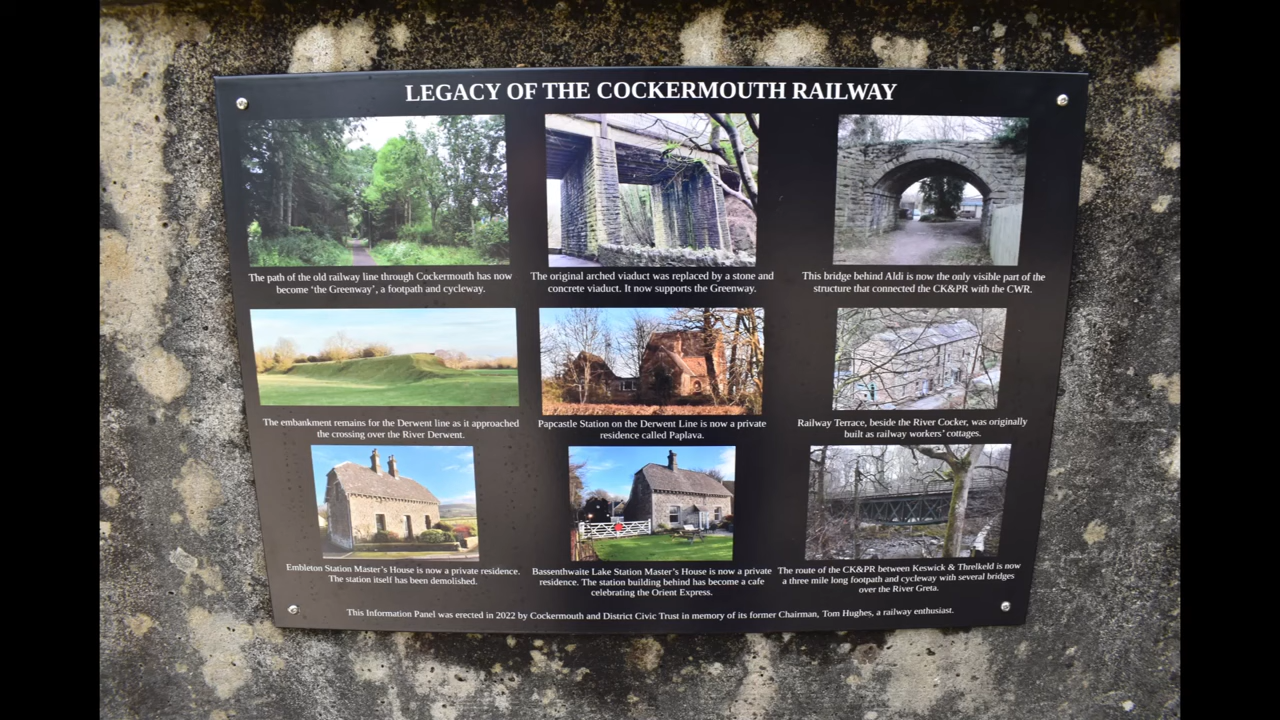 LEGACY OF THE COCKERMOUTH RAILWAY
The path of the old railway line through Cockermouth has now
become ‘the Greenway’, a footpath and cycleway.
The original arched viaduct was replaced by a stone and
concrete viaduct. It now supports the Greenway.
This bridge behind Aldi is now the only visible part of the
structure that connected the CK&PR with the CWR.
The embankment remains for the Derwent line as it approached
the crossing over the River Derwent.
Papcastle Station on the Derwent Line is now a private
residence called Paplava.
Railway Terrace, beside the River Cocker, was originally
built as railway workers’ cottages.
Embleton Station Master’s House is now a private residence.
The station itself has been demolished.
Bassenthwaite Lake Station Master’s House is now a private
residence. The station building behind has become a cafe
celebrating the Orient Express.
The route of the CK&PR between Keswick & Threlkeld is now
a three mile long footpath and cycleway with several bridges
over the River Greta.
This Information Panel was erected in 2022 by Cockermouth and District Civic Trust in memory of its former Chairman, Tom Hughes, a railway enthusiast.